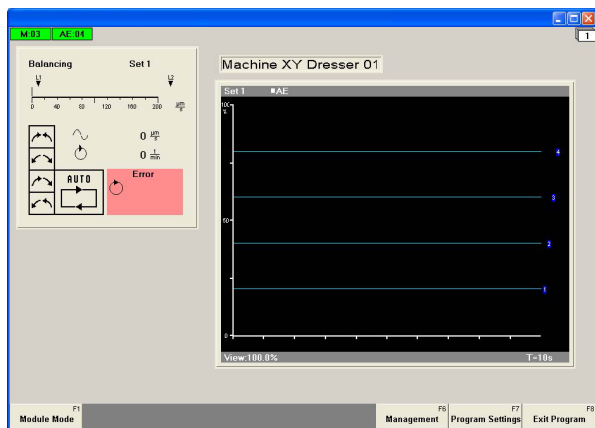 M:03 AE:04
1
Balancing Set 1
Machine XY Dresser 01
L1 L2
0 40 80 120 160 200 µm/s
Set 1 AE
100
%
0 µm/s
0 1/min
AUTO
Error
4
3
50
2
1
0
View:100.0% T=10s
F1 F6 F7 F8
Module Mode Management Program Settings Exit Program